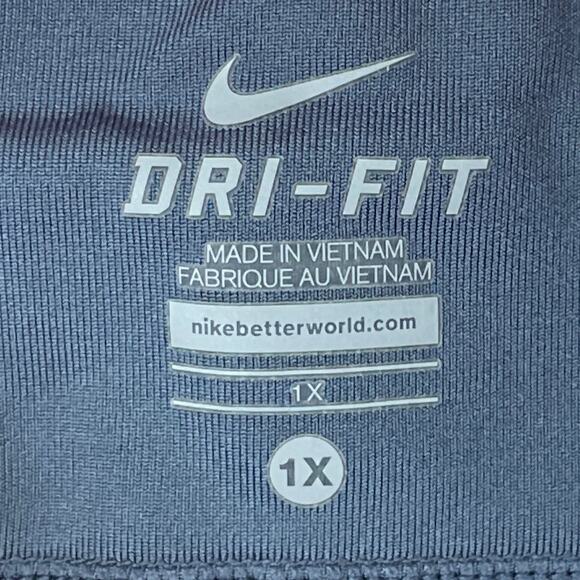 DRI-FIT
MADE IN VIETNAM
FABRIQUE AU VIETNAM
nikebetterworld.com
1X
1X